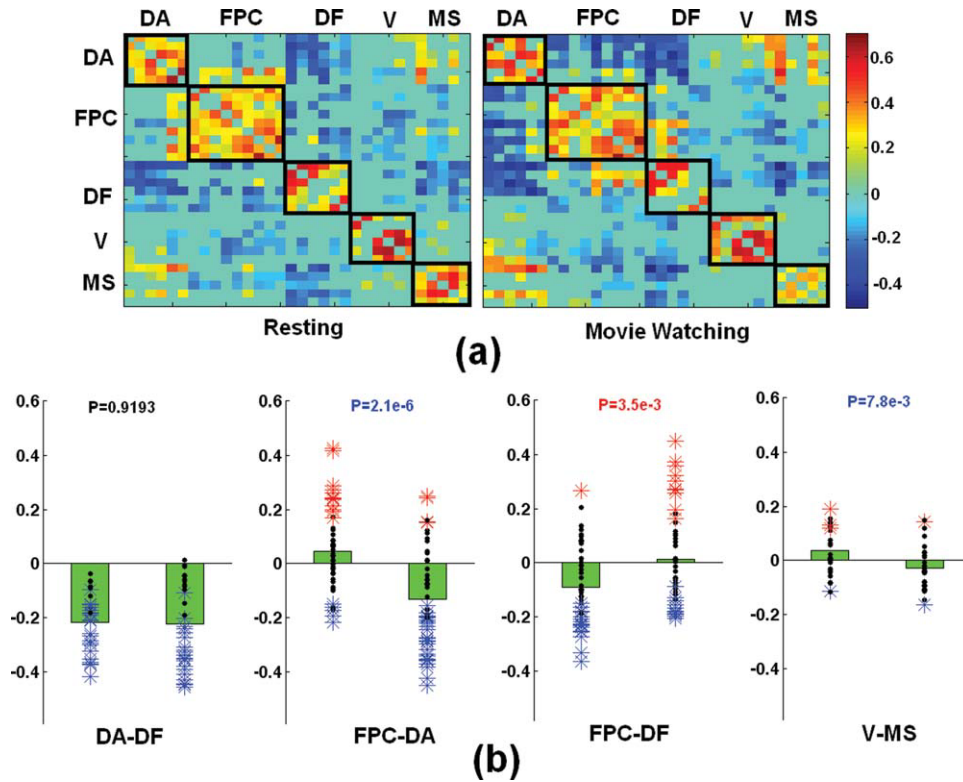 DA FPC DF V MS DA FPC DF V MS
DA
FPC
DF
V
MS
0.6
0.4
0.2
0
-0.2
-0.4
Resting Movie Watching
(a)
0.6 P=0.9193
0.4
0.2
0
-0.2
-0.4
DA-DF
0.6 P=2.1e-6
0.4
0.2
0
-0.2
-0.4
FPC-DA
0.6 P=3.5e-3
0.4
0.2
0
-0.2
-0.4
FPC-DF
0.6 P=7.8e-3
0.4
0.2
0
-0.2
-0.4
V-MS
(b)